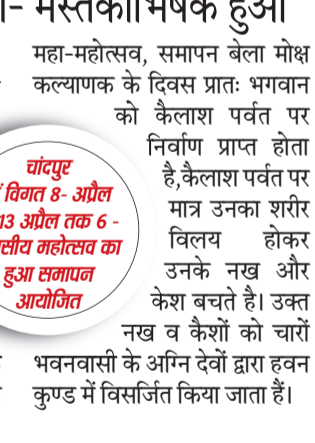 मस्तकाभिषेक हुआ
महा-महोत्सव, समापन बेला मोक्ष
कल्याणक के दिवस प्रातः भगवान
को कैलाश पर्वत पर
निर्वाण प्राप्त होता
है,कैलाश पर्वत पर
मात्र उनका शरीर
विलय होकर
उनके नख और
केश बचते है। उक्त
नख व कैशों को चारों
भवनवासी के अग्नि देवों द्वारा हवन
कुण्ड में विसर्जित किया जाता हैं।
चांदपुर
विगत 8- अप्रैल
13 अप्रैल तक 6 -
सीय महोत्सव का
हुआ समापन
आयोजित